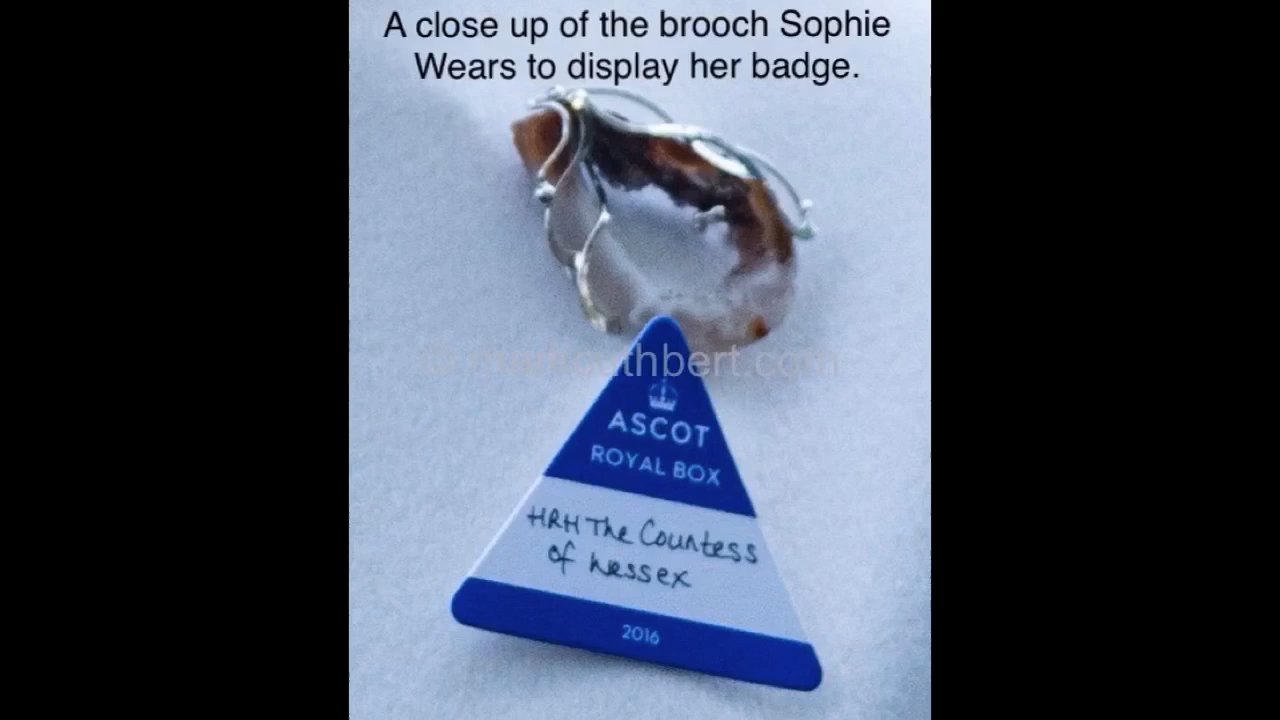 A close up of the brooch Sophie
Wears to display her badge.
ASCOT
ROYAL BOX
HRH The Countess
of Wessex
2016